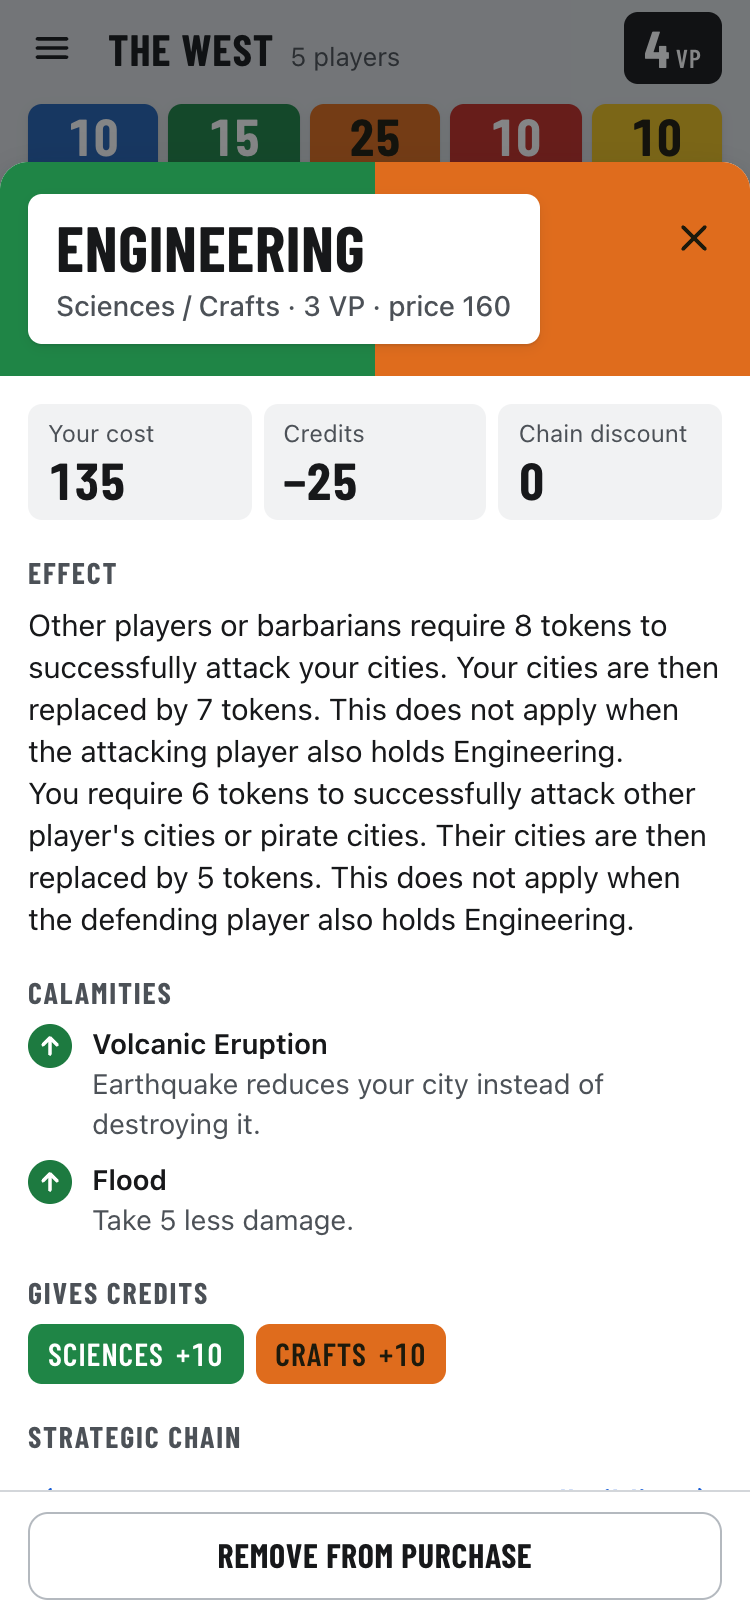 THE WEST 5 players 4 VP
10 15 25 10 10
ENGINEERING
Sciences / Crafts · 3 VP · price 160
Your cost Credits Chain discount
135 –25 0
EFFECT
Other players or barbarians require 8 tokens to
successfully attack your cities. Your cities are then
replaced by 7 tokens. This does not apply when
the attacking player also holds Engineering.
You require 6 tokens to successfully attack other
player's cities or pirate cities. Their cities are then
replaced by 5 tokens. This does not apply when
the defending player also holds Engineering.
CALAMITIES
Volcanic Eruption
Earthquake reduces your city instead of
destroying it.
Flood
Take 5 less damage.
GIVES CREDITS
SCIENCES +10 CRAFTS +10
STRATEGIC CHAIN
REMOVE FROM PURCHASE